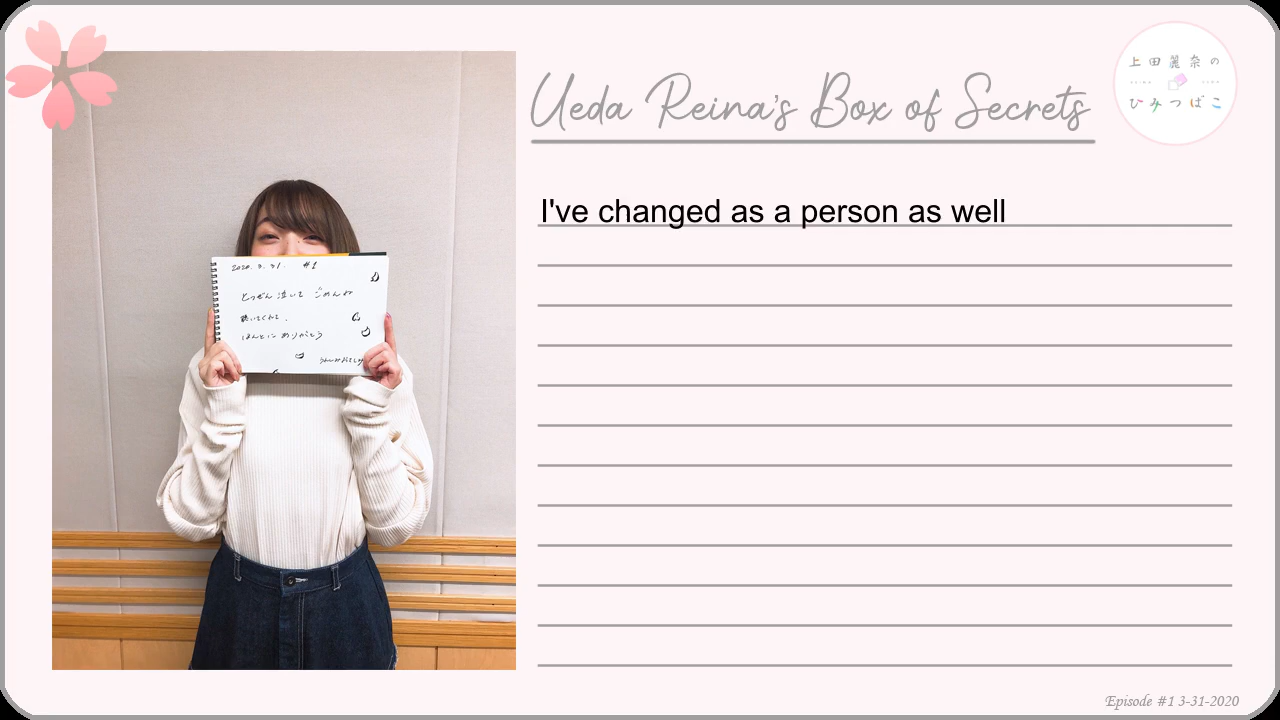 Ueda Reina's Box of Secrets
上田麗奈の
ひみつばこ
I've changed as a person as well
2020. 3. 31. #1
とつぜん泣いて ごめんね
聴いてくれて、
ほんとに ありがとう
Episode #1 3-31-2020